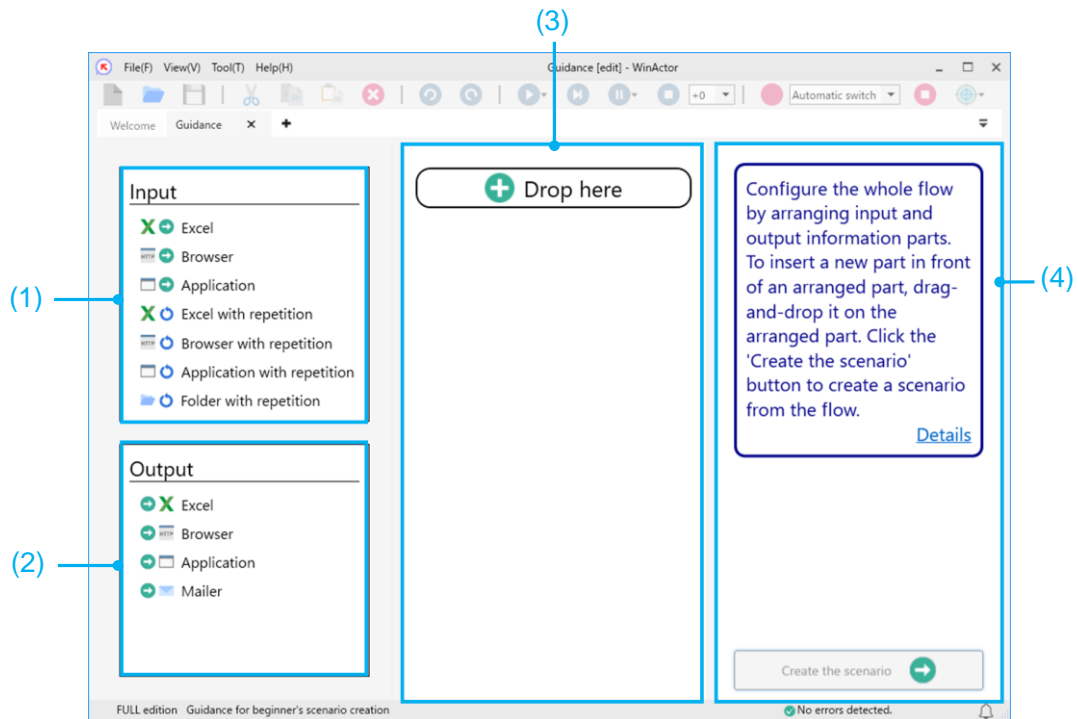 (3)
File(F) View(V) Tool(T) Help(H) Guidance [edit] - WinActor
+0 Automatic switch
Welcome Guidance
(1)
Input
Excel
Browser
Application
Excel with repetition
Browser with repetition
Application with repetition
Folder with repetition
(2)
Output
Excel
Browser
Application
Mailer
Drop here
(4)
Configure the whole flow
by arranging input and
output information parts.
To insert a new part in front
of an arranged part, drag-
and-drop it on the
arranged part. Click the
'Create the scenario'
button to create a scenario
from the flow.
Details
Create the scenario
FULL edition Guidance for beginner's scenario creation No errors detected.